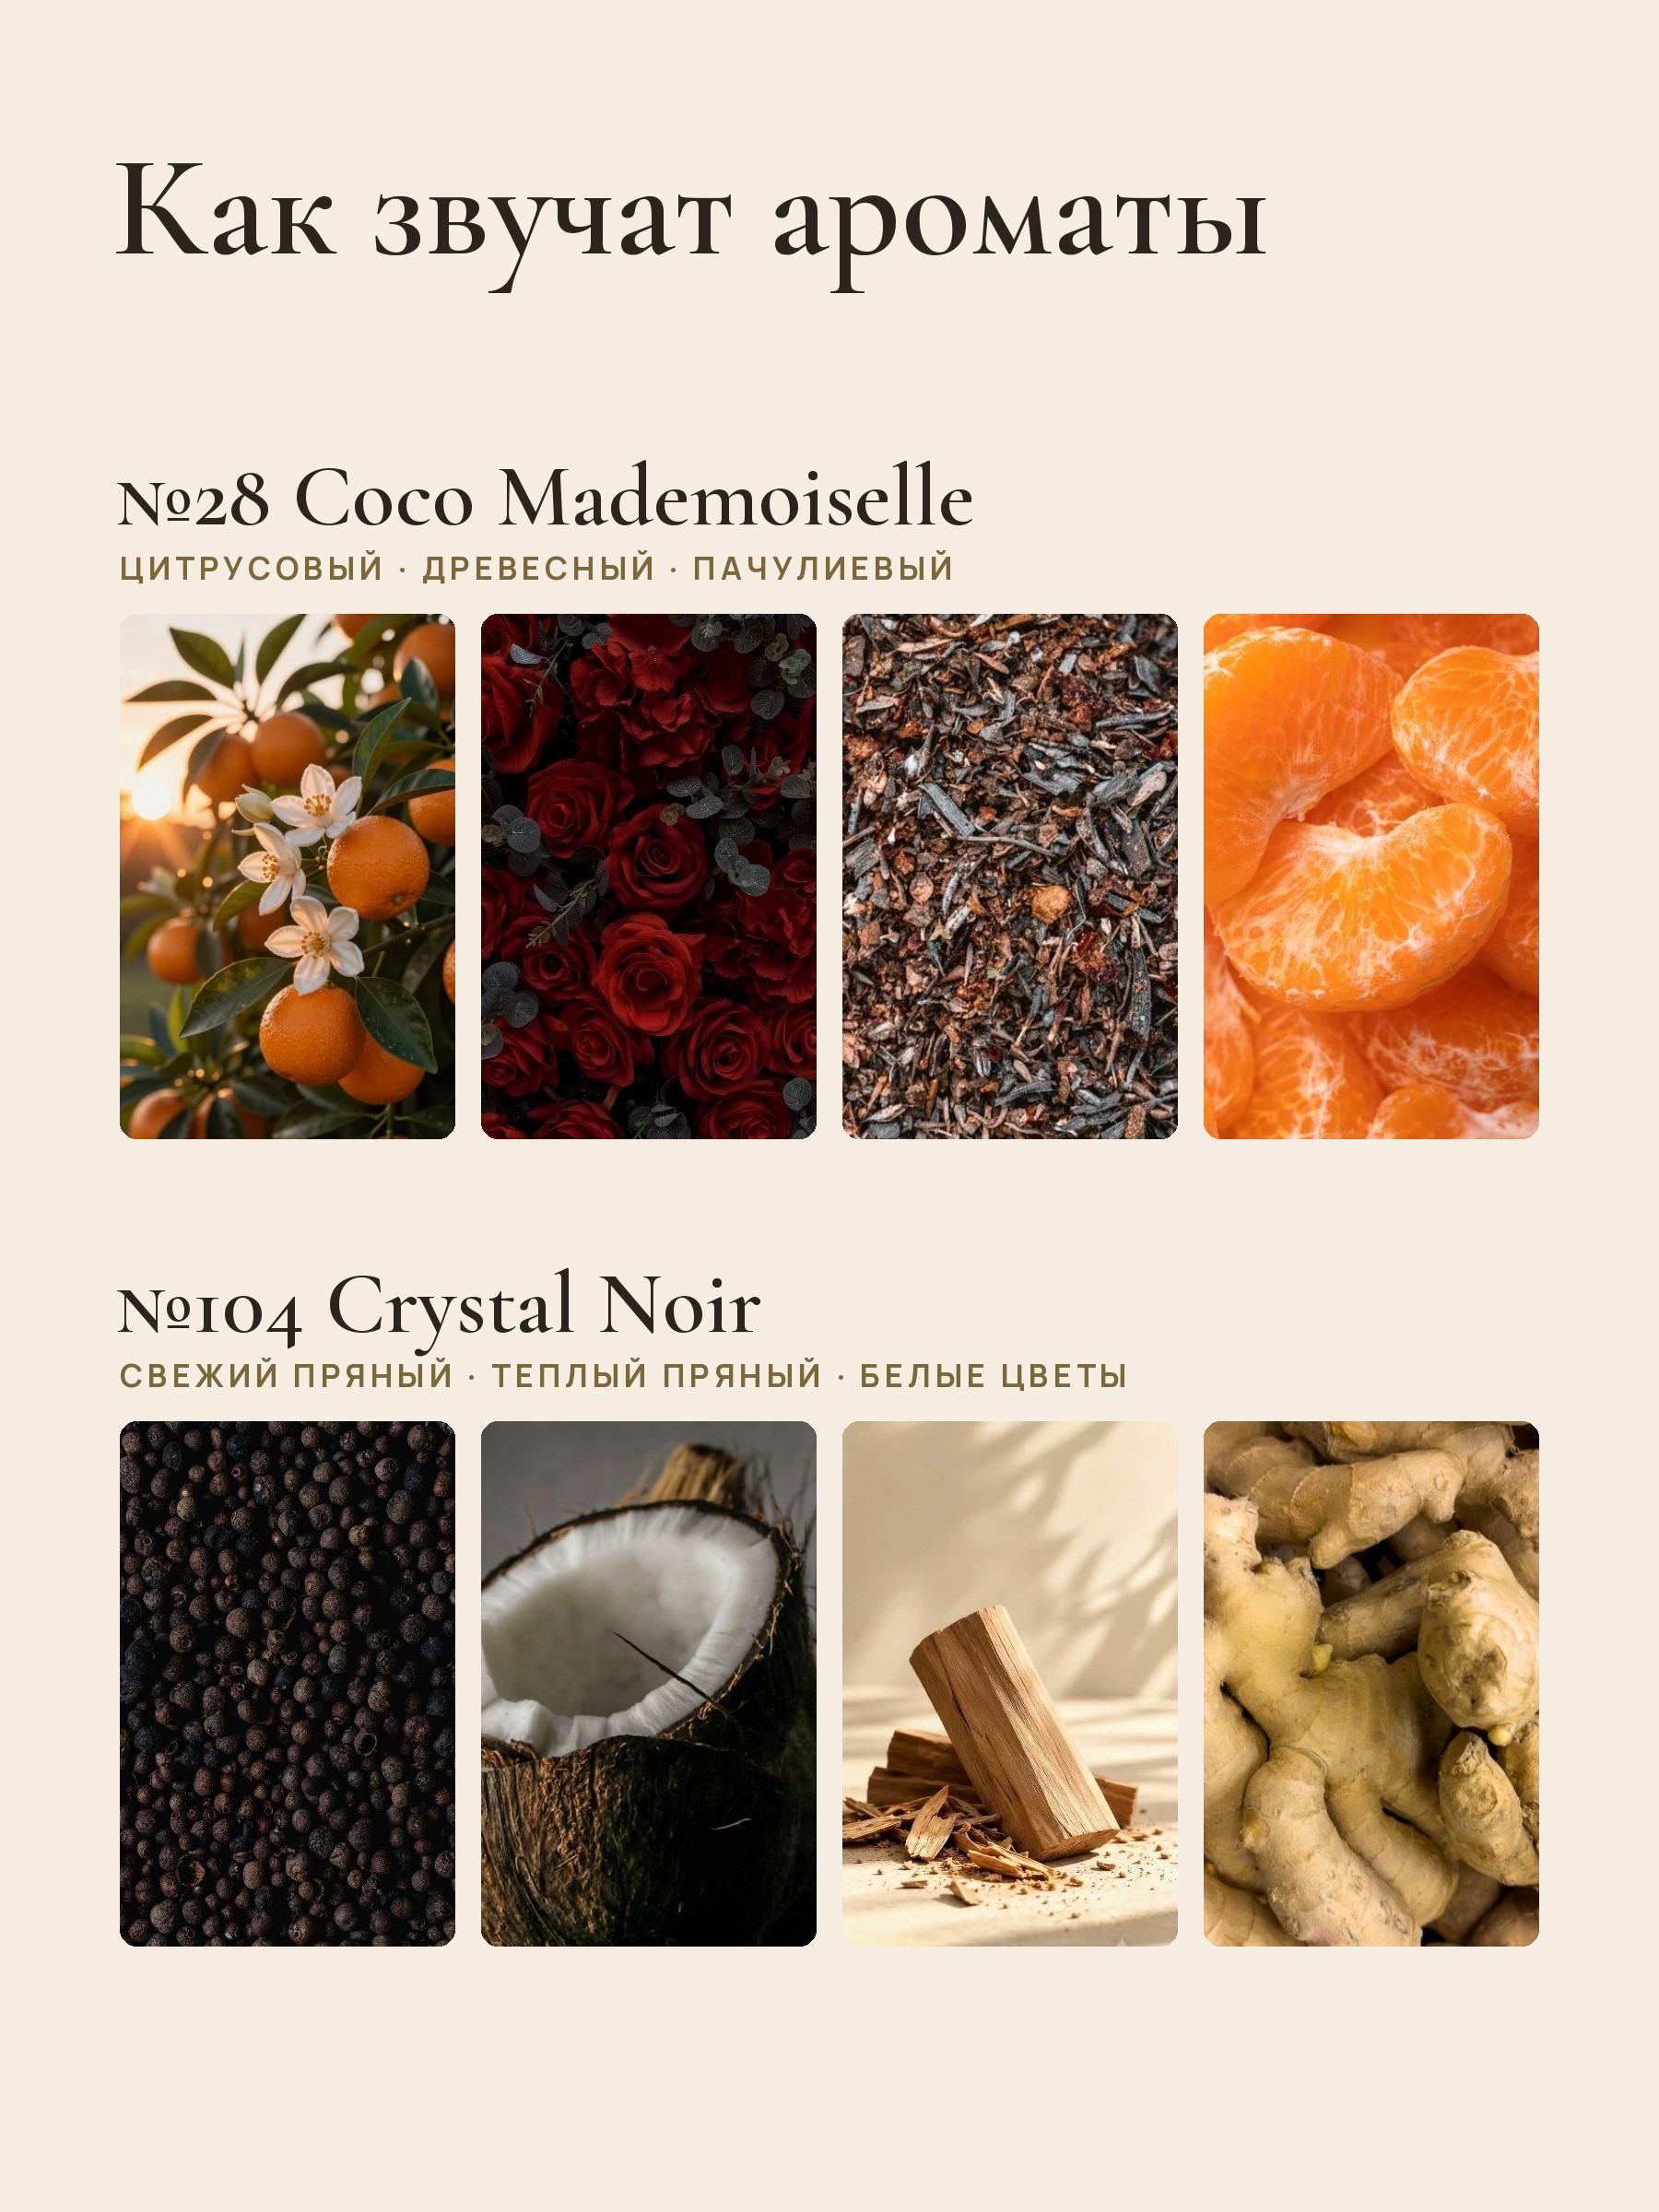 Как звучат ароматы
№28 Coco Mademoiselle
ЦИТРУСОВЫЙ · ДРЕВЕСНЫЙ · ПАЧУЛИЕВЫЙ
№104 Crystal Noir
СВЕЖИЙ ПРЯНЫЙ · ТЕПЛЫЙ ПРЯНЫЙ · БЕЛЫЕ ЦВЕТЫ